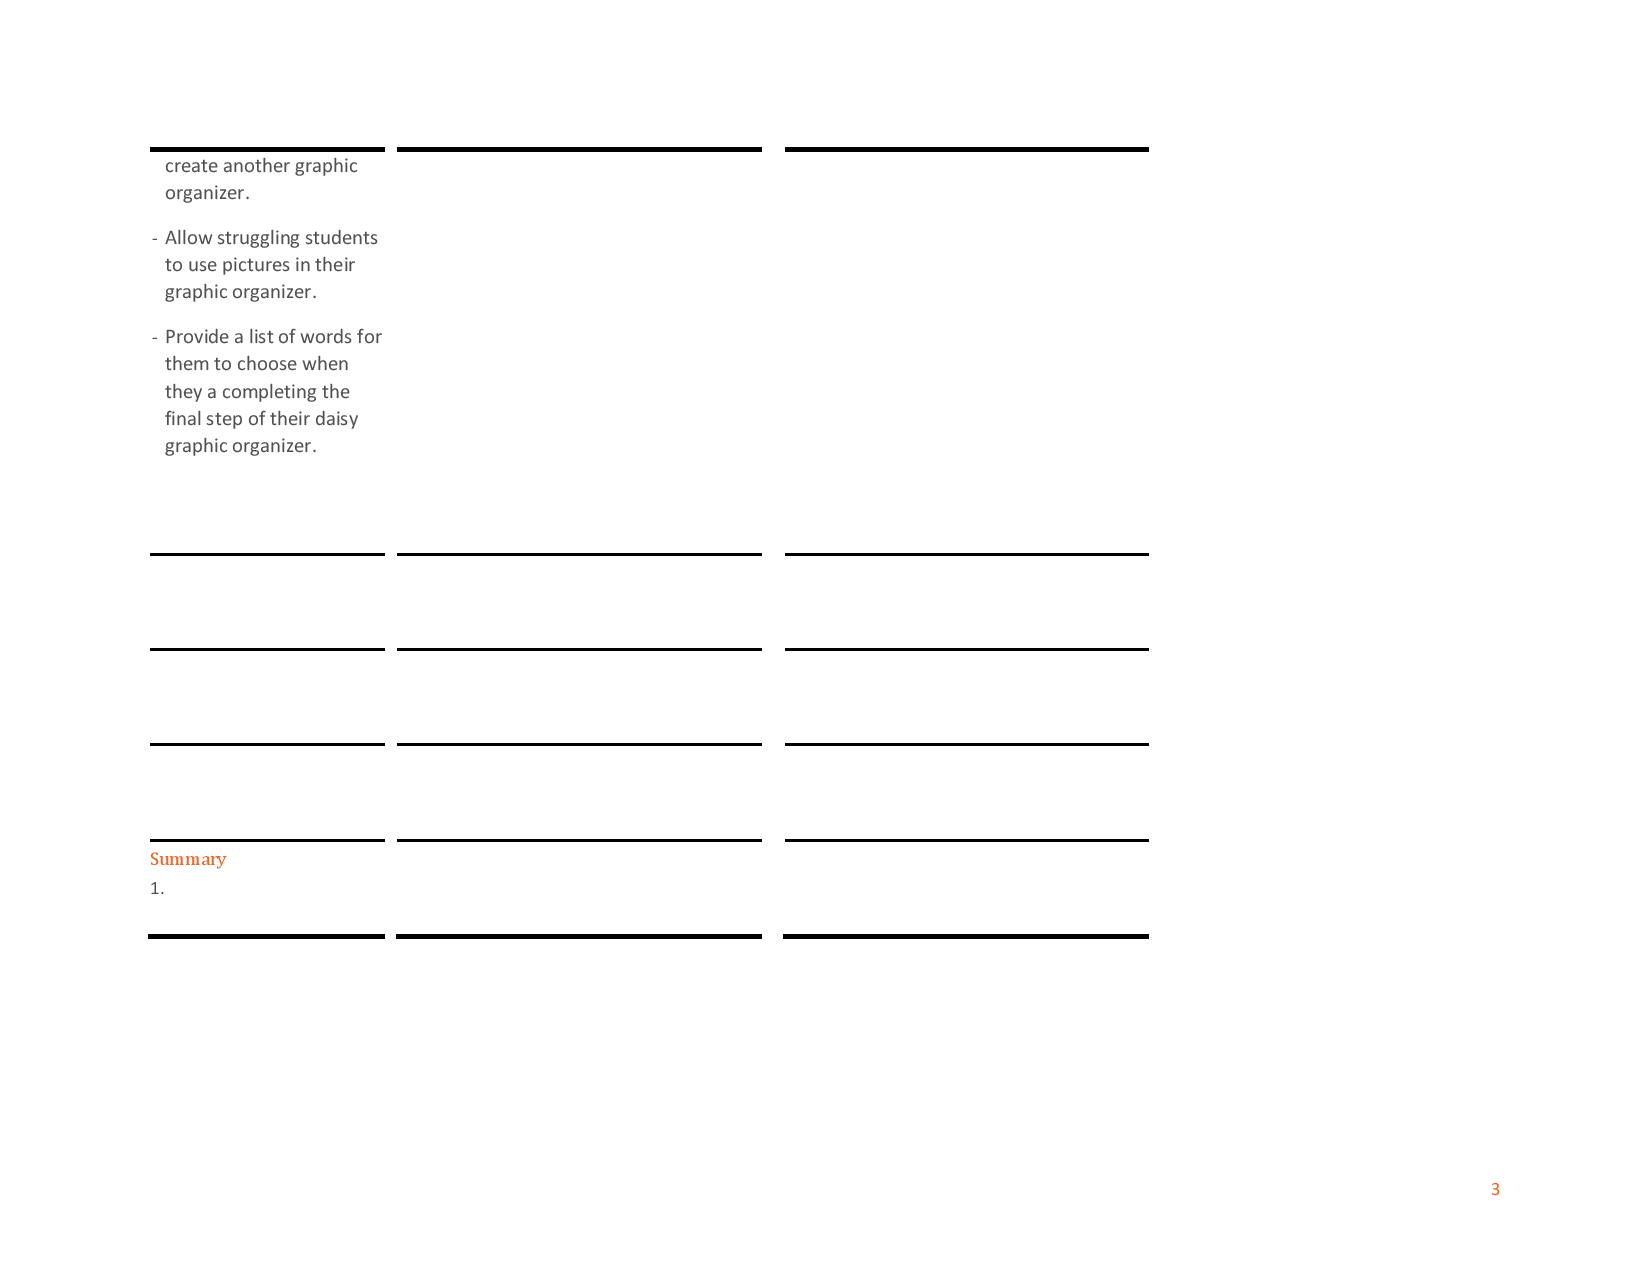 create another graphic
organizer.
- Allow struggling students
to use pictures in their
graphic organizer.
- Provide a list of words for
them to choose when
they a completing the
final step of their daisy
graphic organizer.
Summary
1.
3